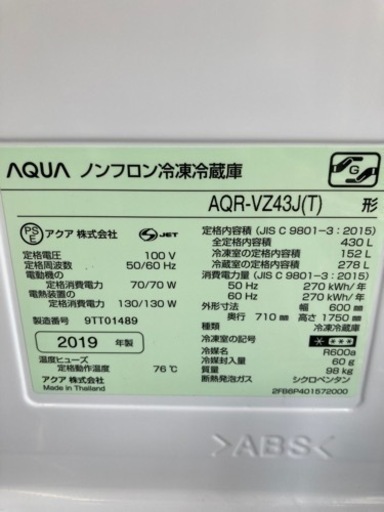 AQUA ノンフロン冷凍冷蔵庫
AQR-VZ43J(T) 形
PS E アクア 株式会社 S JET
定格電圧 100 V
定格周波数 50/60 Hz
電動機の
定格消費電力 70/70 W
電熱装置の
定格消費電力 130/130 W
製造番号 9TT01489
2019 年製
温度ヒューズ
定格動作温度 76℃
アクア 株式会社
Made in Thailand
G
定格内容積 (JIS C 9801-3:2015)
全定格内容積 430 L
冷凍室の定格内容積 152 L
冷蔵室の定格内容積 278 L
消費電力量 (JIS C 9801-3:2015)
50 Hz 270 kWh/年
60 Hz 270 kWh/年
外形寸法 幅 600 mm
奥行 710 mm 高さ 1750 mm
種類 冷凍冷蔵庫
冷凍室の記号 * ***
冷媒名 R600a
冷媒封入量 60 g
質量 98 kg
断熱発泡ガス シクロペンタン
2FB6P401572000
>ABS<